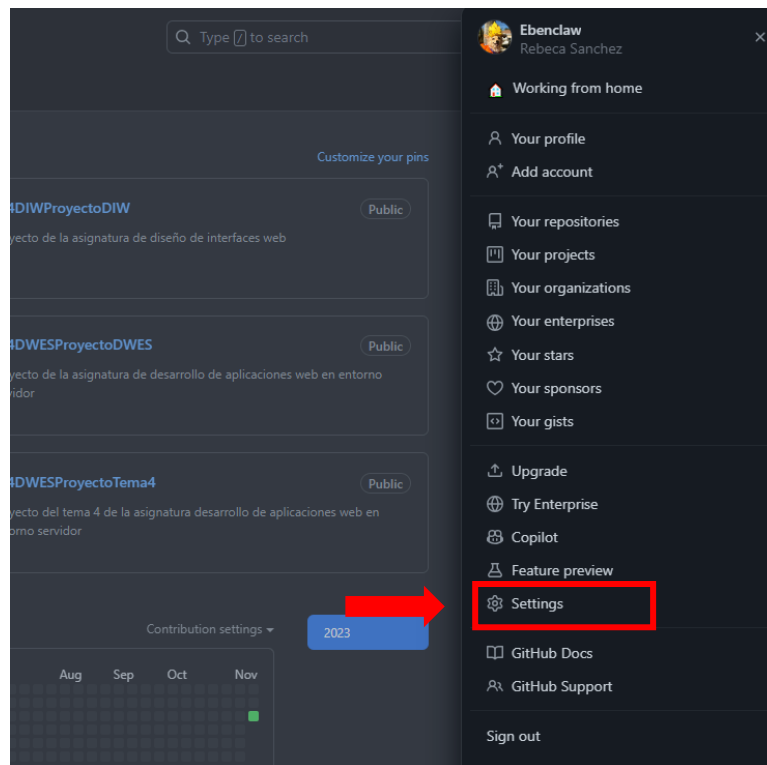 Type / to search
Customize your pins
4DIWProyectoDIW
Public
yecto de la asignatura de diseño de interfaces web
4DWESProyectoDWES
Public
yecto de la asignatura de desarrollo de aplicaciones web en entorno
vidor
4DWESProyectoTema4
Public
yecto del tema 4 de la asignatura desarrollo de aplicaciones web en
orno servidor
Contribution settings
2023
Aug Sep Oct Nov
Ebenclaw
Rebeca Sanchez
Working from home
Your profile
Add account
Your repositories
Your projects
Your organizations
Your enterprises
Your stars
Your sponsors
Your gists
Upgrade
Try Enterprise
Copilot
Feature preview
Settings
GitHub Docs
GitHub Support
Sign out